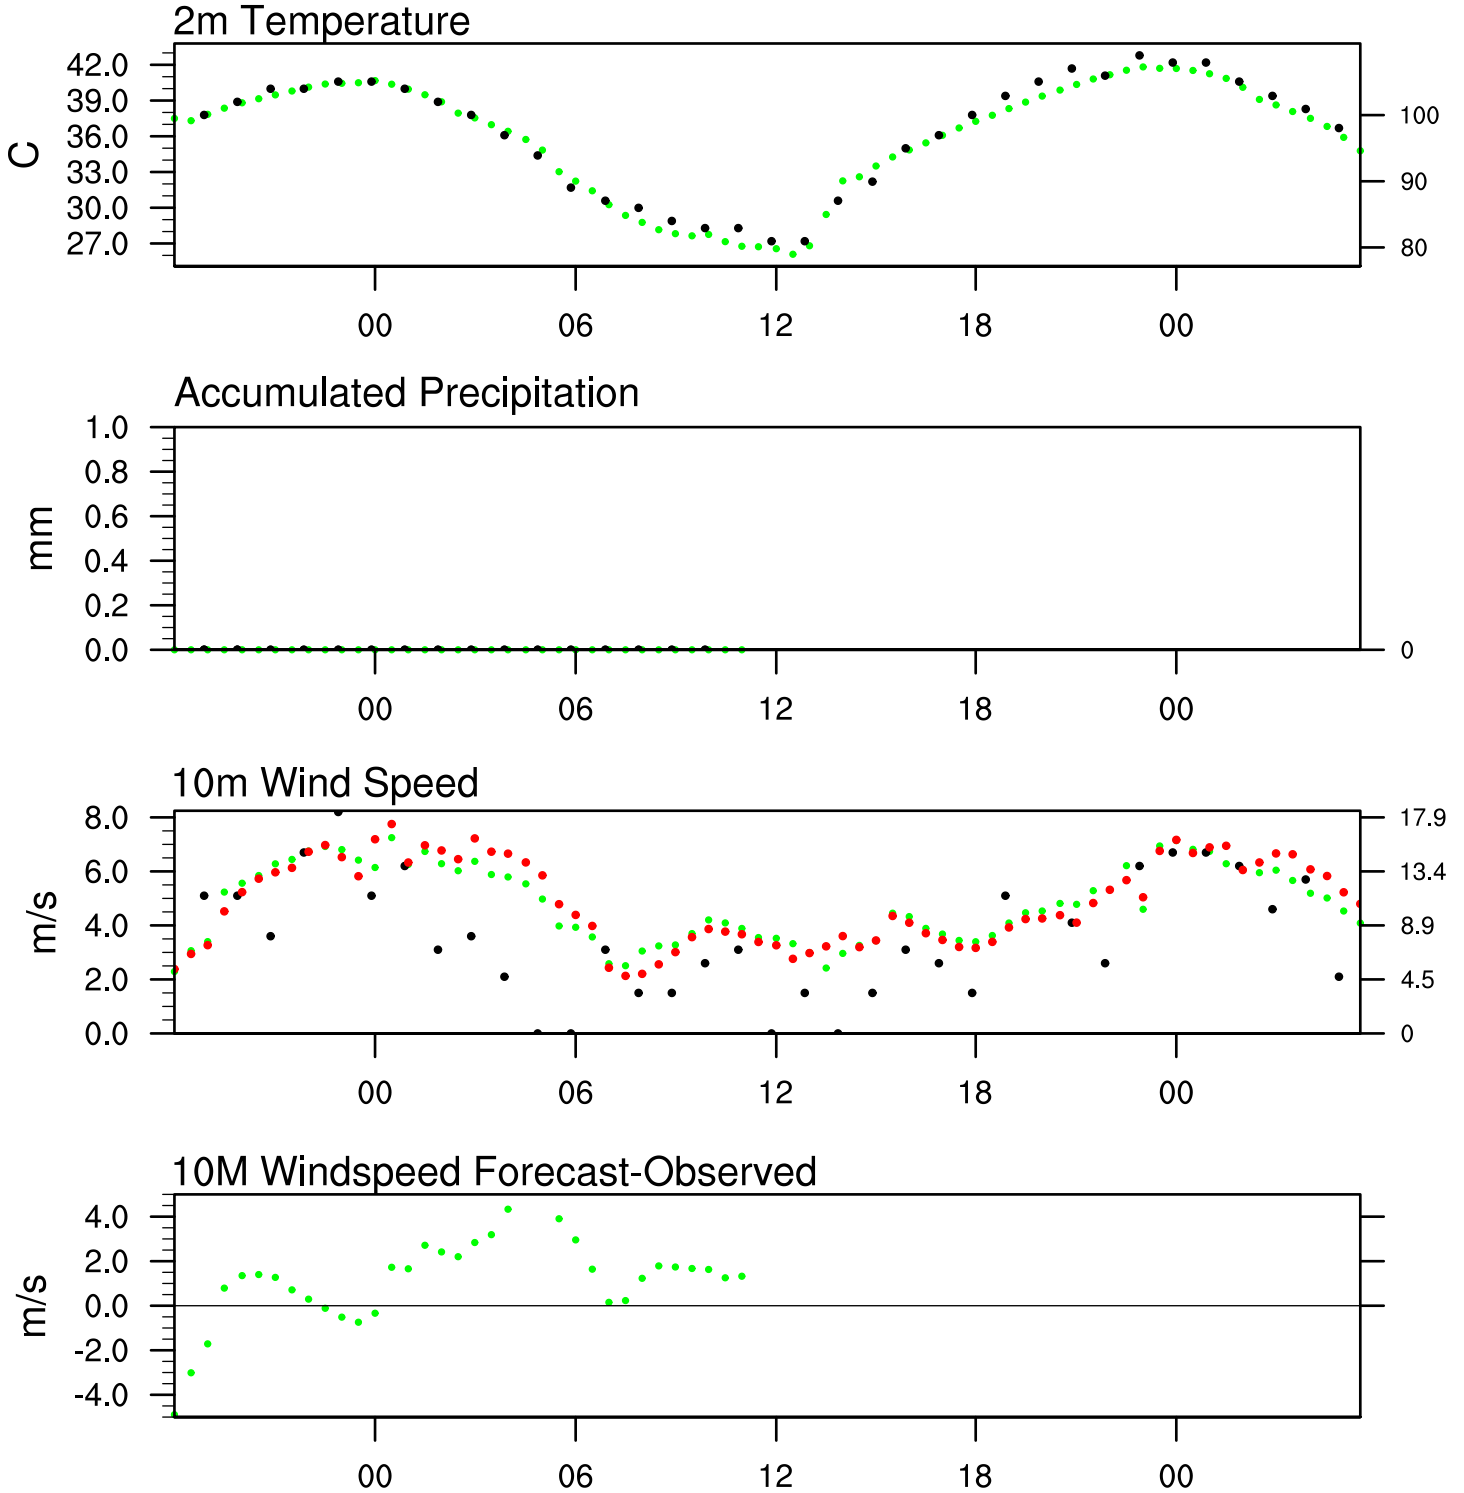 2m Temperature
42.0
39.0
36.0
33.0
30.0
27.0
C
100
90
80
00 06 12 18 00
Accumulated Precipitation
1.0
0.8
0.6
0.4
0.2
0.0
mm
0
00 06 12 18 00
10m Wind Speed
8.0
6.0
4.0
2.0
0.0
m/s
17.9
13.4
8.9
4.5
0
00 06 12 18 00
10M Windspeed Forecast-Observed
4.0
2.0
0.0
-2.0
-4.0
m/s
00 06 12 18 00